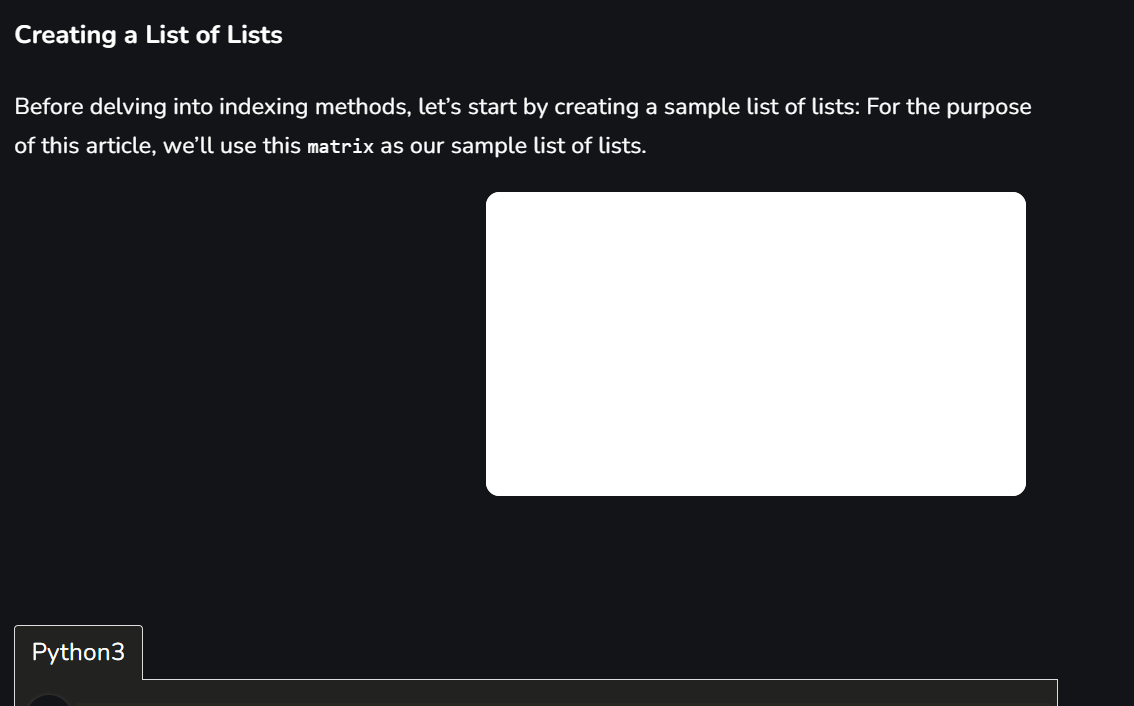 Creating a List of Lists
Before delving into indexing methods, let’s start by creating a sample list of lists: For the purpose
of this article, we’ll use this matrix as our sample list of lists.
Python3